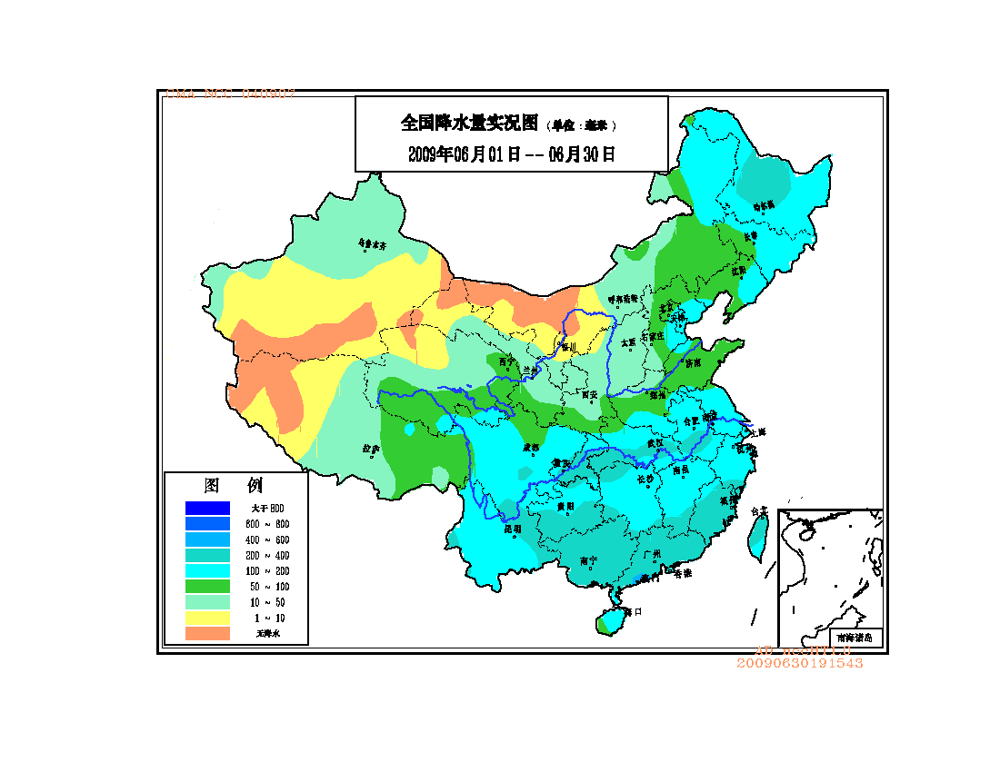 CMA NCC 040902
全国降水量实况图 (单位:毫米)
2009年06月01日 -- 06月30日
哈尔滨
长春
乌鲁木齐
沈阳
呼和浩特
北京
天津
太原 石家庄
银川
西宁
济南
兰州
西安
郑州
合肥 南京
上海
拉萨
成都
武汉
杭州
重庆
南昌
长沙
贵阳
福州
台北
昆明
南宁
广州
澳门 香港
海口
图 例
大于 800
600 ~ 800
400 ~ 600
200 ~ 400
100 ~ 200
50 ~ 100
10 ~ 50
1 ~ 10
无降水
南海诸岛
20090630191543